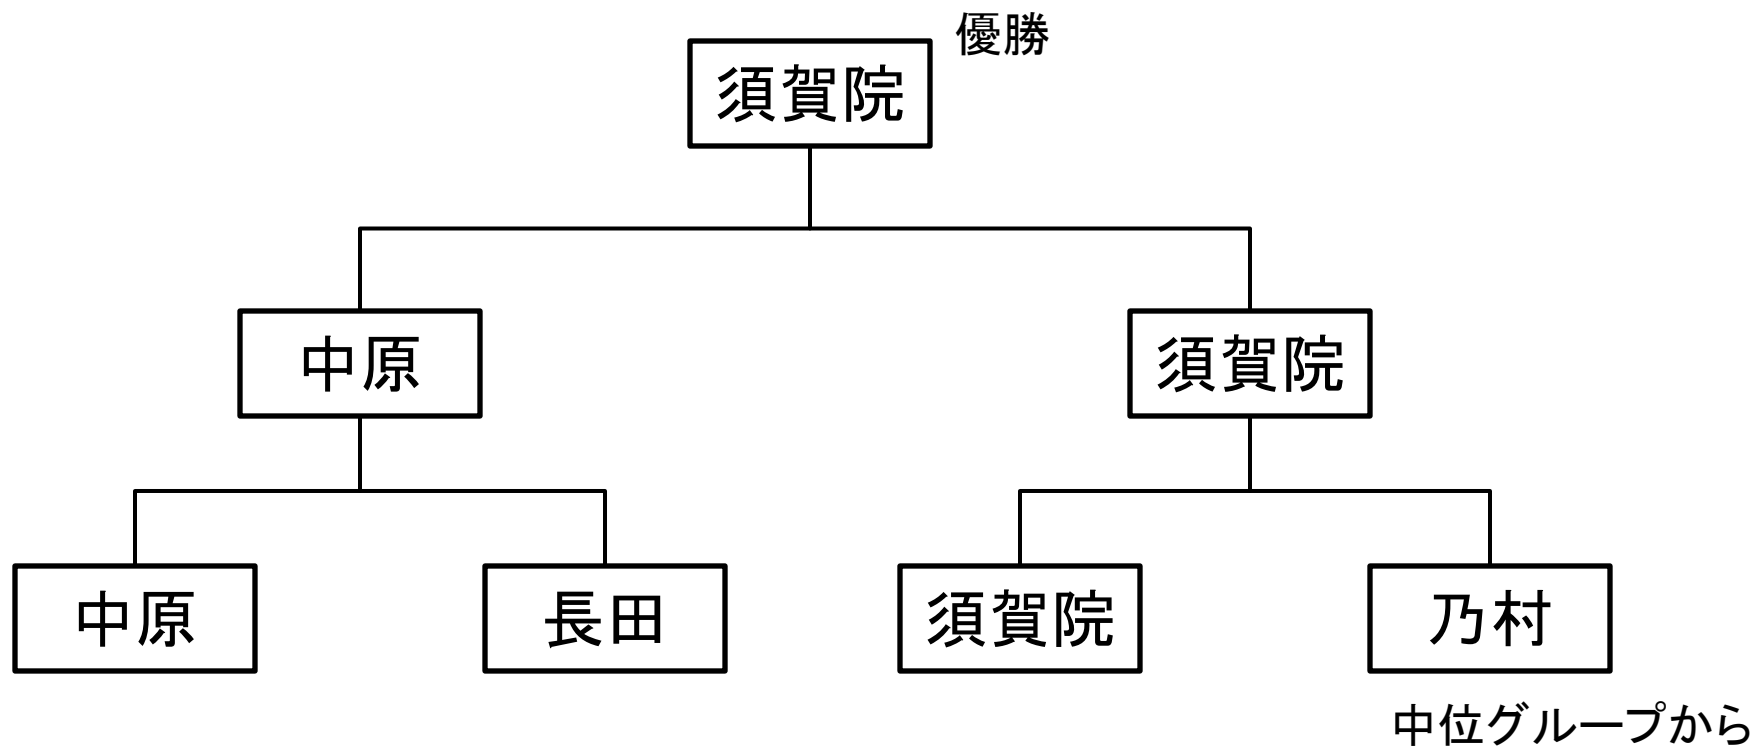 優勝
須賀院
中原
須賀院
中原
長田
須賀院
乃村
中位グループから